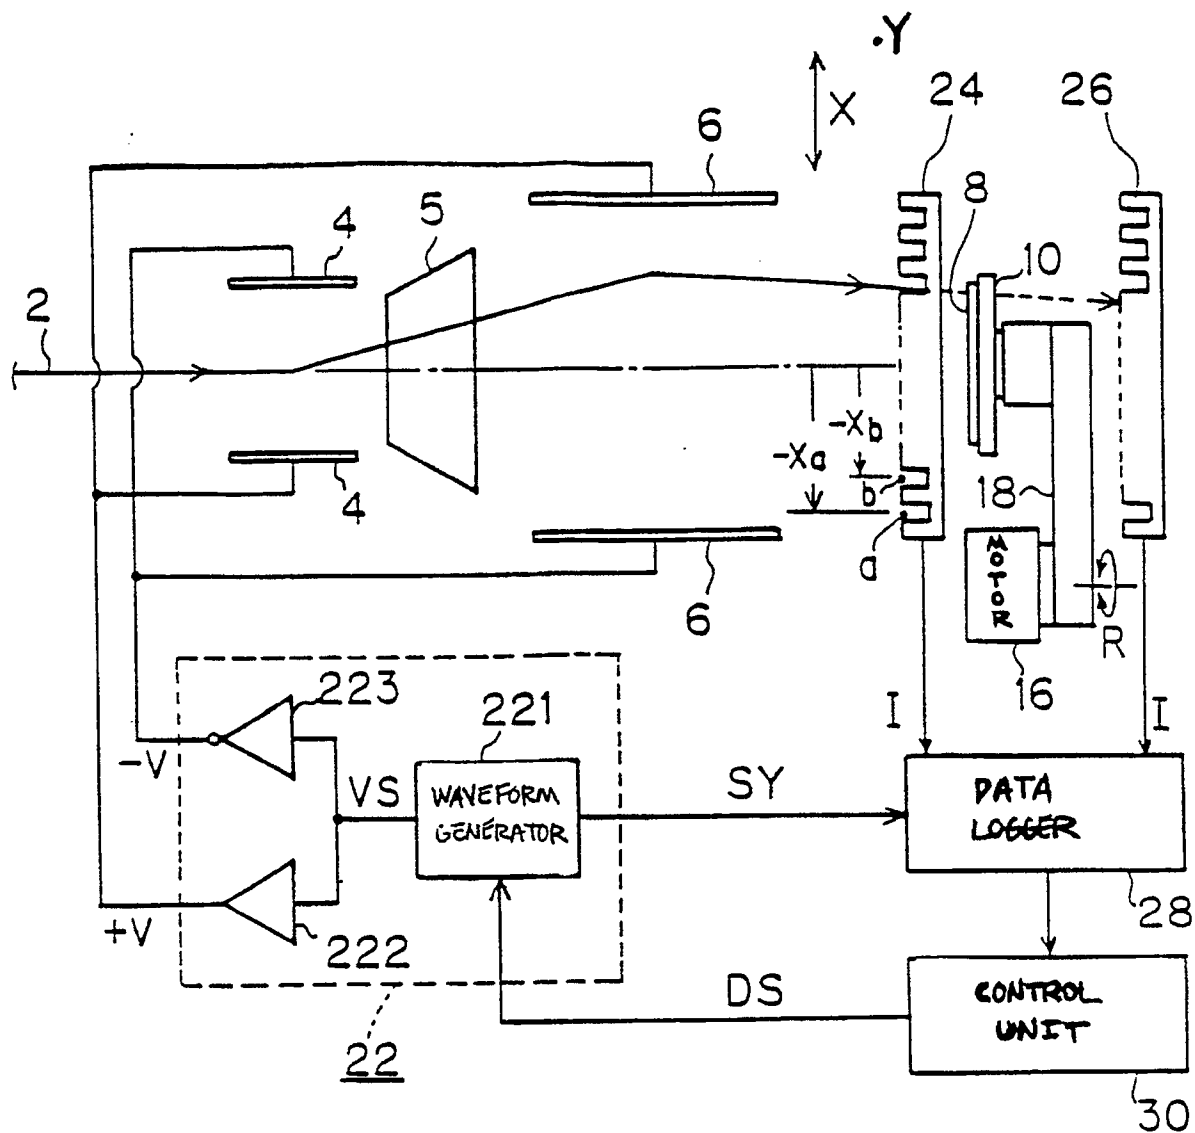 .Y
24
26
X
6
8
4
5
10
2
-Xb
-Xa
b
18
4
a
MOTOR
6
R
223
221
16
I
I
-V
VS
WAVEFORM
GENERATOR
SY
DATA
LOGGER
+V
222
28
DS
CONTROL
UNIT
22
30